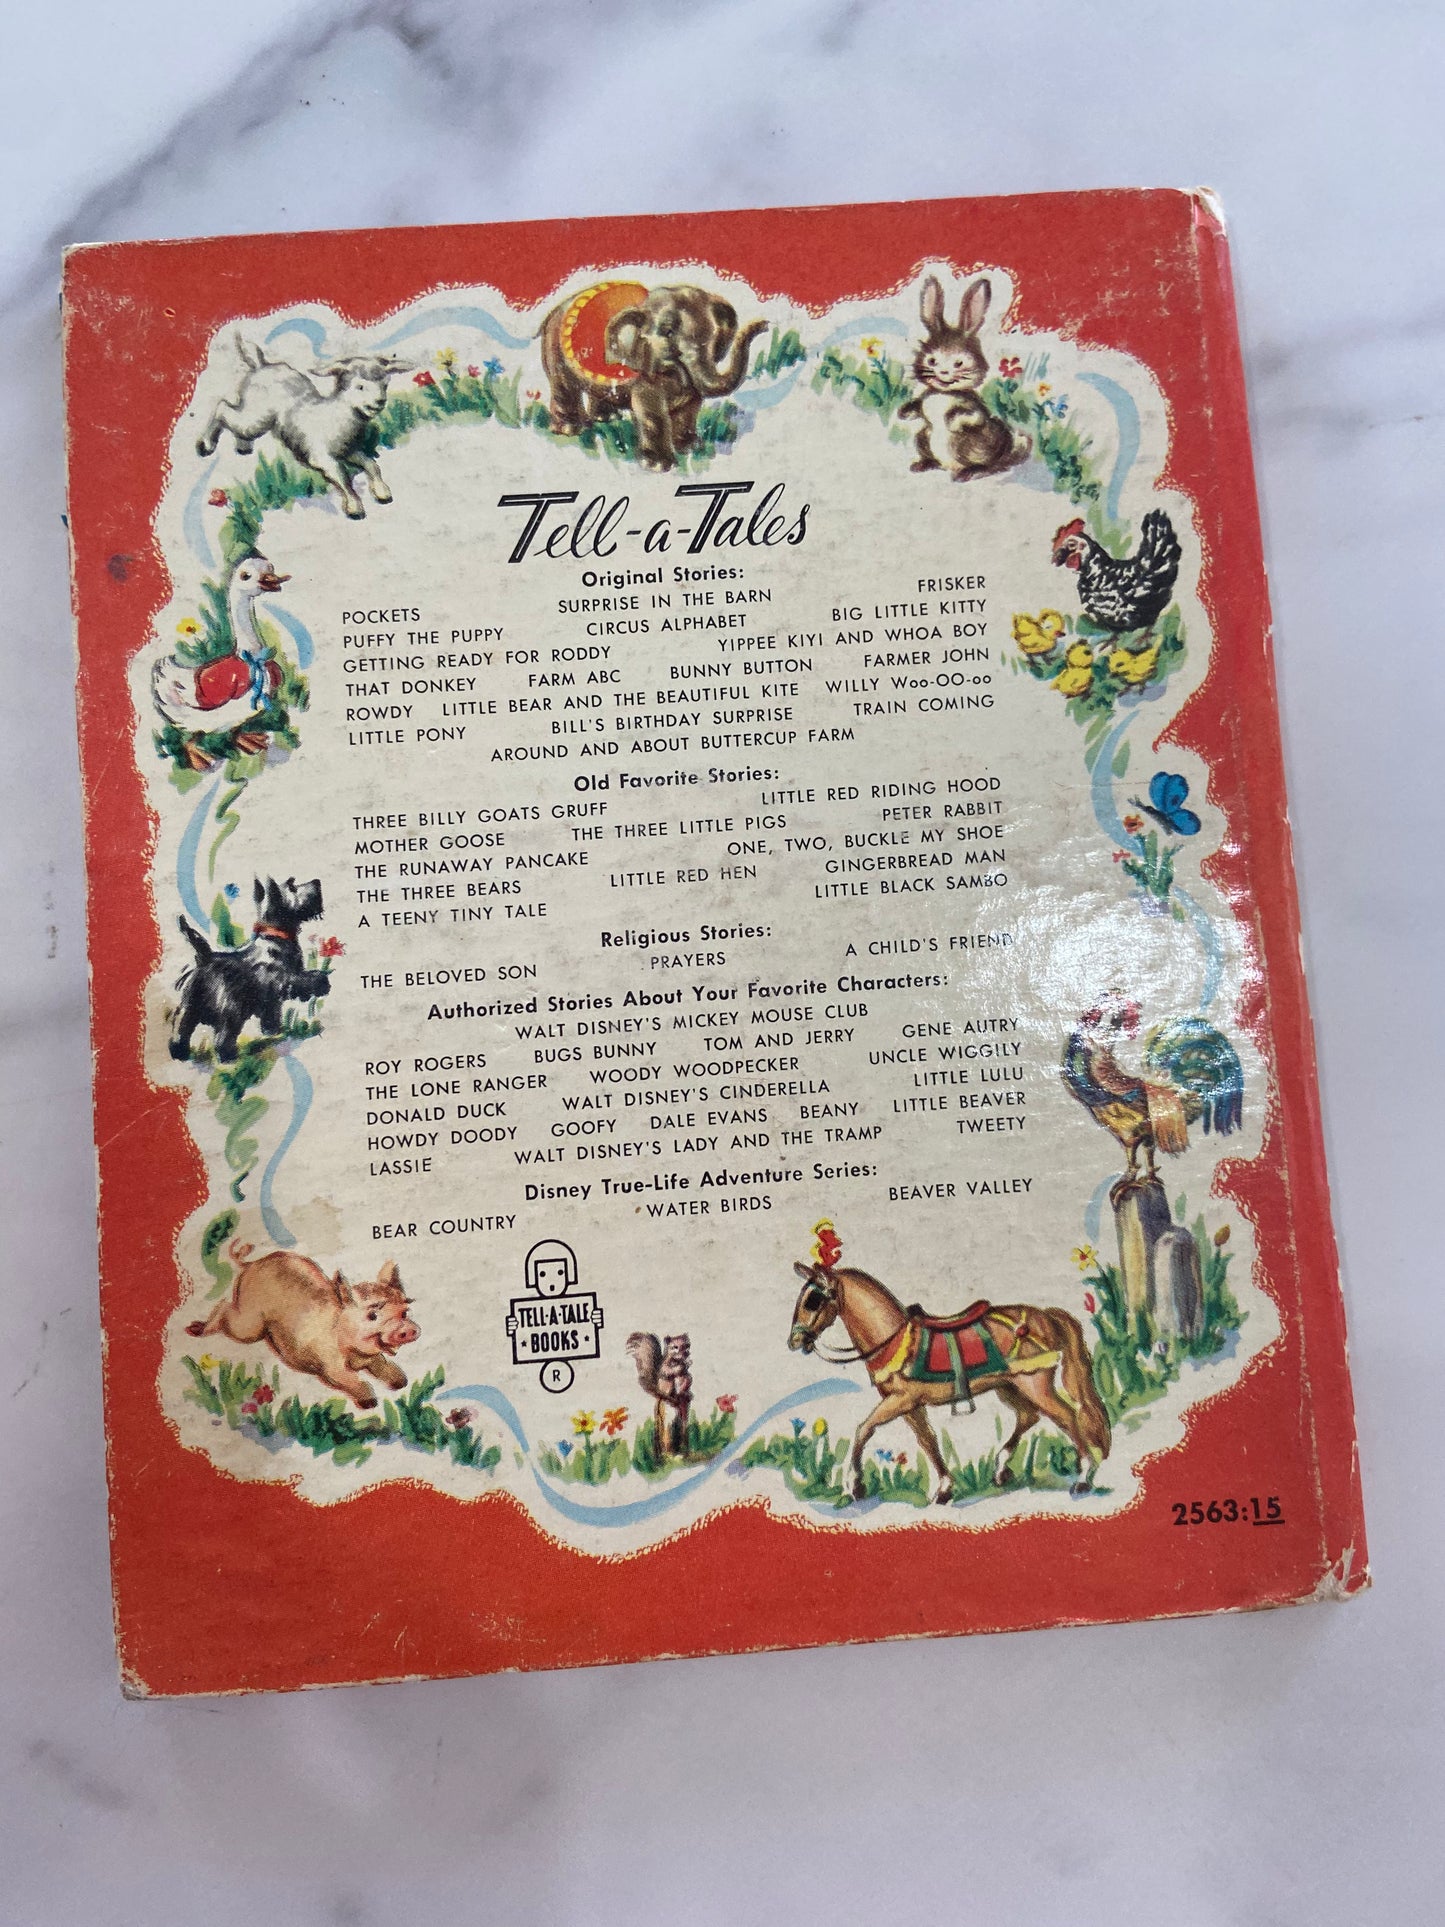 Tell-a-Tales
Original Stories:
POCKETS SURPRISE IN THE BARN FRISKER
PUFFY THE PUPPY CIRCUS ALPHABET BIG LITTLE KITTY
GETTING READY FOR RODDY YIPPEE KIYI AND WHOA BOY
THAT DONKEY FARM ABC BUNNY BUTTON FARMER JOHN
ROWDY LITTLE BEAR AND THE BEAUTIFUL KITE WILLY Woo-OO-oo
LITTLE PONY BILL'S BIRTHDAY SURPRISE TRAIN COMING
AROUND AND ABOUT BUTTERCUP FARM
Old Favorite Stories:
THREE BILLY GOATS GRUFF LITTLE RED RIDING HOOD
MOTHER GOOSE THE THREE LITTLE PIGS PETER RABBIT
THE RUNAWAY PANCAKE ONE, TWO, BUCKLE MY SHOE
THE THREE BEARS LITTLE RED HEN GINGERBREAD MAN
A TEENY TINY TALE LITTLE BLACK SAMBO
Religious Stories:
THE BELOVED SON PRAYERS A CHILD'S FRIEND
Authorized Stories About Your Favorite Characters:
WALT DISNEY'S MICKEY MOUSE CLUB
ROY ROGERS BUGS BUNNY TOM AND JERRY GENE AUTRY
THE LONE RANGER WOODY WOODPECKER UNCLE WIGGILY
DONALD DUCK WALT DISNEY'S CINDERELLA LITTLE LULU
HOWDY DOODY GOOFY DALE EVANS BEANY LITTLE BEAVER
LASSIE WALT DISNEY'S LADY AND THE TRAMP TWEETY
Disney True-Life Adventure Series:
BEAR COUNTRY WATER BIRDS BEAVER VALLEY
TELL-A-TALE
BOOKS
R
2563:15